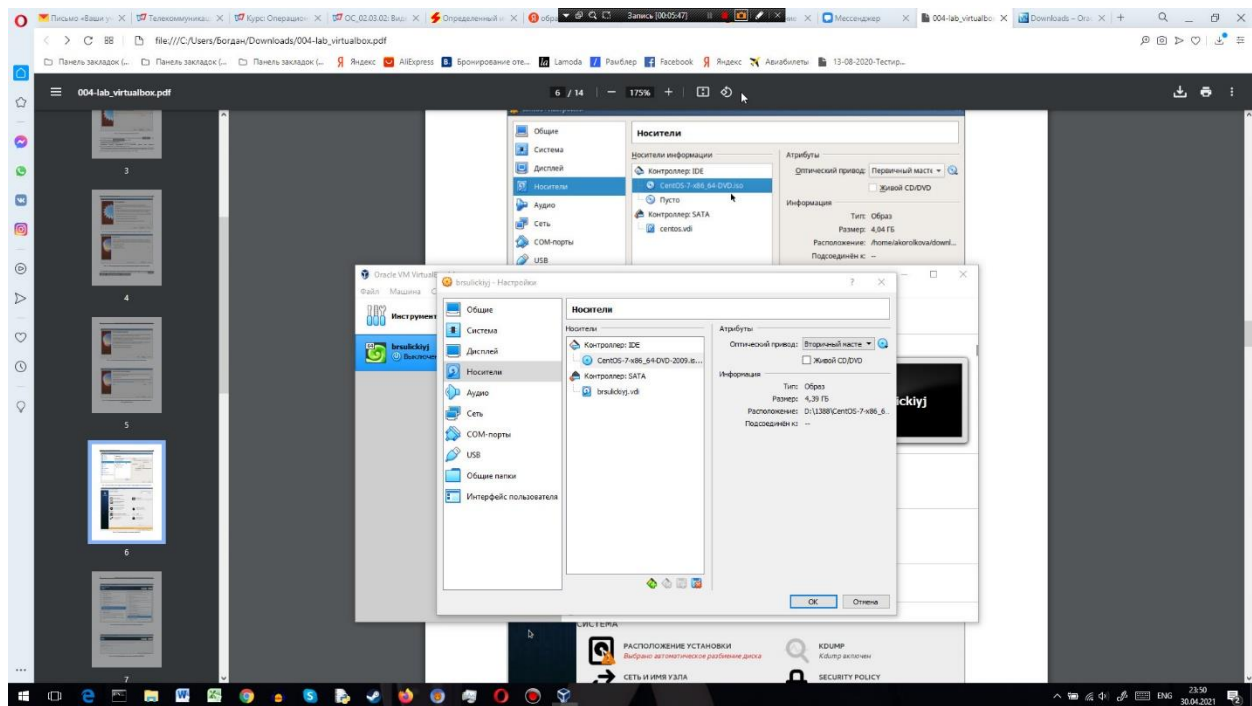 Письмо «Ваша у
Телекоммуникац
Курс: Операцион
ОС_02.03.02: Вид
Определенный и
обра
Запись [00:05:47]
Мессенджер
004-lab_virtualbo
Downloads – Ora
file:///C:/Users/Богдан/Downloads/004-lab_virtualbox.pdf
Панель закладок (... Панель закладок (... Панель закладок (... Яндекс AliExpress Бронирование оте... Lamoda Рамблер Facebook Яндекс Авиабилеты 13-08-2020-Тестир...
004-lab_virtualbox.pdf
6 / 14
175%
3
4
5
6
7
Общие
Система
Дисплей
Носители
Аудио
Сеть
COM-порты
USB
Носители
Носители информации
Контроллер: IDE
CentOS-7-x86_64-DVD.iso
Пусто
Контроллер: SATA
centos.vdi
Атрибуты
Оптический привод: Первичный масте
Живой CD/DVD
Информация
Тип: Образ
Размер: 4,04 ГБ
Расположение: /home/akorolkova/downl...
Подсоединён к: –
Oracle VM VirtualB
Файл Машина С
Инструмент
brsulickiyj
Выключен
ickiyj
brsulickiyj - Настройки
Общие
Система
Дисплей
Носители
Аудио
Сеть
COM-порты
USB
Общие папки
Интерфейс пользователя
Носители
Носители
Контроллер: IDE
CentOS-7-x86_64-DVD-2009.is...
Контроллер: SATA
brsulickiyj.vdi
Атрибуты
Оптический привод: Вторичный масте
Живой CD/DVD
Информация
Тип: Образ
Размер: 4,39 ГБ
Расположение: D:\1388\CentOS-7-x86_6...
Подсоединён к: --
OK
Отмена
СИСТЕМА
РАСПОЛОЖЕНИЕ УСТАНОВКИ
Выбрано автоматическое разбиение диска
KDUMP
Kdump включен
СЕТЬ И ИМЯ УЗЛА
SECURITY POLICY
ENG
23:50
30.04.2021